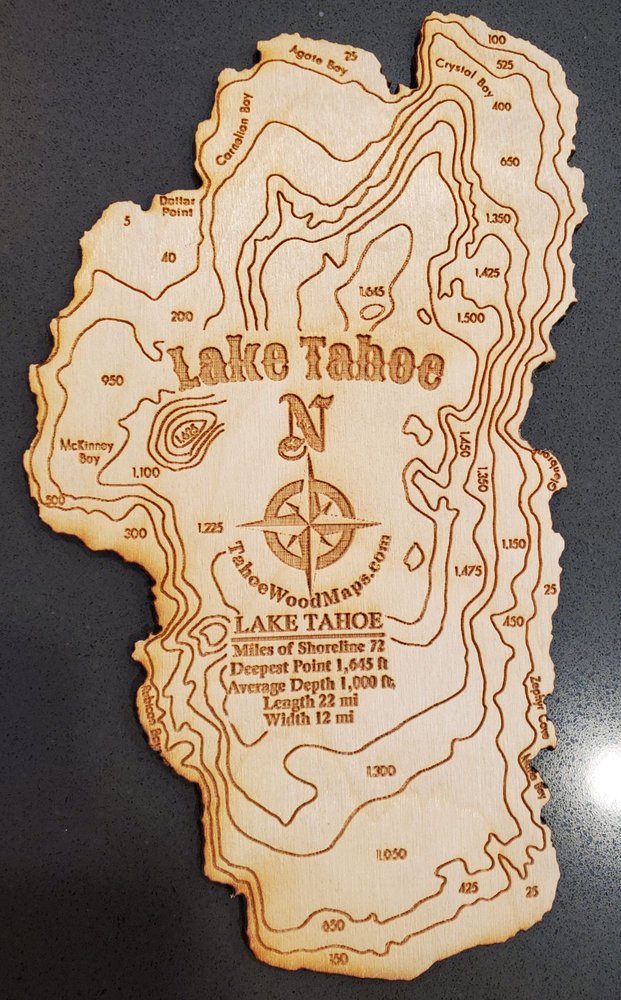 100
Agate Bay
25
Crystal Bay
525
400
Carnelian Bay
650
Dollar
Point
5
1,350
40
1,425
1,645
200
1,500
Lake Tahoe
950
1,625
McKinney
Bay
1,450
1,100
1,350
N
500
300
1,225
1,150
TahoeWoodMaps.com
1,475
25
450
LAKE TAHOE
Miles of Shoreline 72
Deepest Point 1,645 ft
Average Depth 1,000 ft,
Length 22 mi
Width 12 mi
Rubicon Bay
Zephyr Cove
1,300
1,050
425
25
650
150